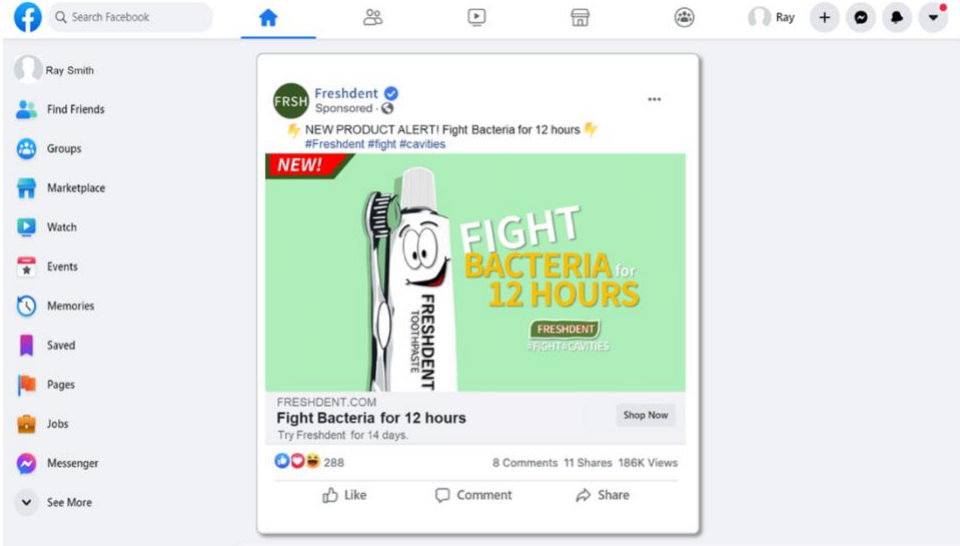 Search Facebook
Ray
Ray Smith
Find Friends
Groups
Marketplace
Watch
Events
Memories
Saved
Pages
Jobs
Messenger
See More
FRSH
Freshdent
Sponsored ·
NEW PRODUCT ALERT! Fight Bacteria for 12 hours
#Freshdent #fight #cavities
NEW!
FRESHDENT
TOOTHPASTE
FIGHT
BACTERIA for
12 HOURS
FRESHDENT
#FIGHT#CAVITIES
FRESHDENT.COM
Fight Bacteria for 12 hours
Try Freshdent for 14 days.
Shop Now
288
8 Comments 11 Shares 186K Views
Like Comment Share